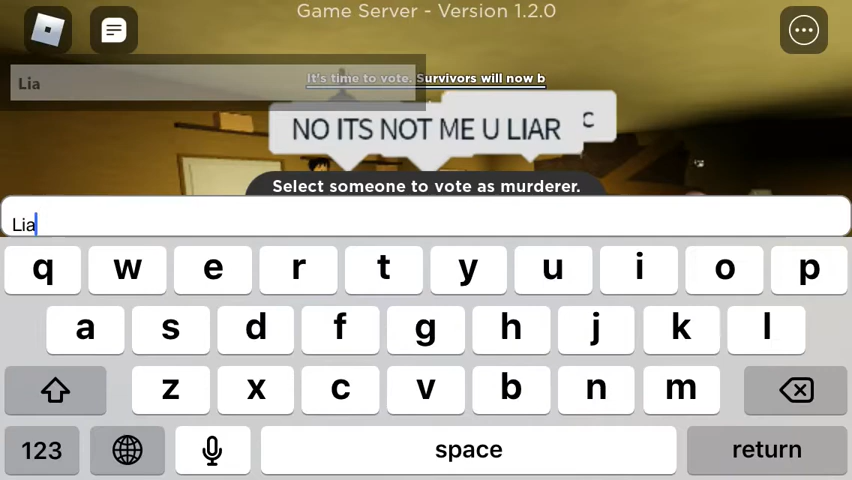 Game Server - Version 1.2.0
Lia
It's time to vote. Survivors will now b
NO ITS NOT ME U LIAR
c
Select someone to vote as murderer.
Lia
q w e r t y u i o p
a s d f g h j k l
z x c v b n m
123 space return